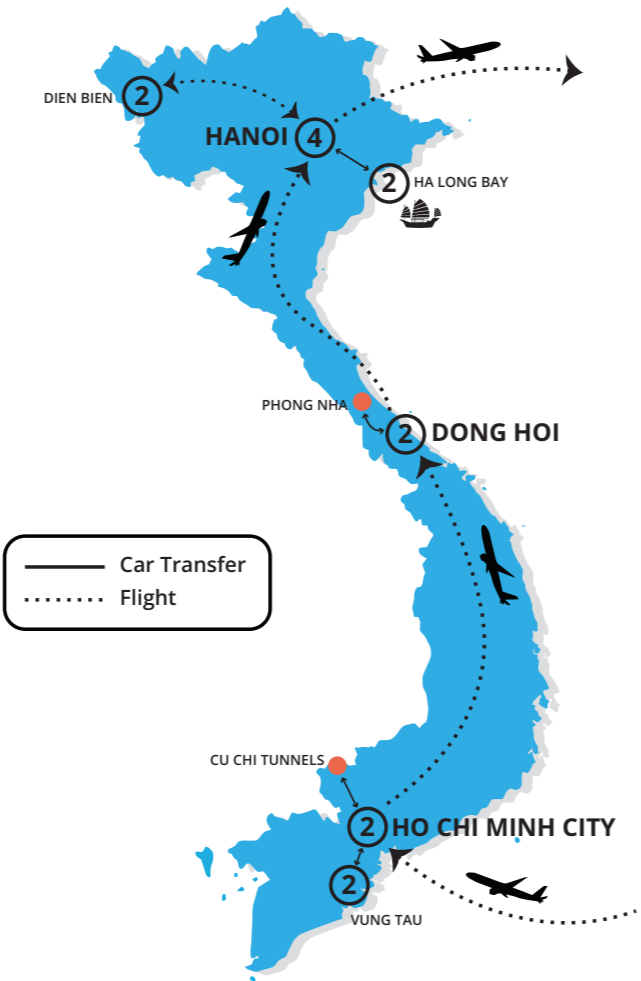 DIEN BIEN 2
HANOI 4
2 HA LONG BAY
PHONG NHA
2 DONG HOI
Car Transfer
Flight
CU CHI TUNNELS
2 HO CHI MINH CITY
2
VUNG TAU